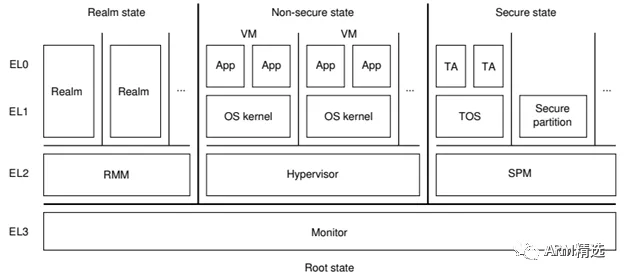 Realm state Non-secure state Secure state
VM VM
EL0 App App App App TA TA
Realm Realm ... ... ...
EL1 OS kernel OS kernel TOS Secure partition
EL2 RMM Hypervisor SPM
EL3 Monitor
Root state
ARM精选